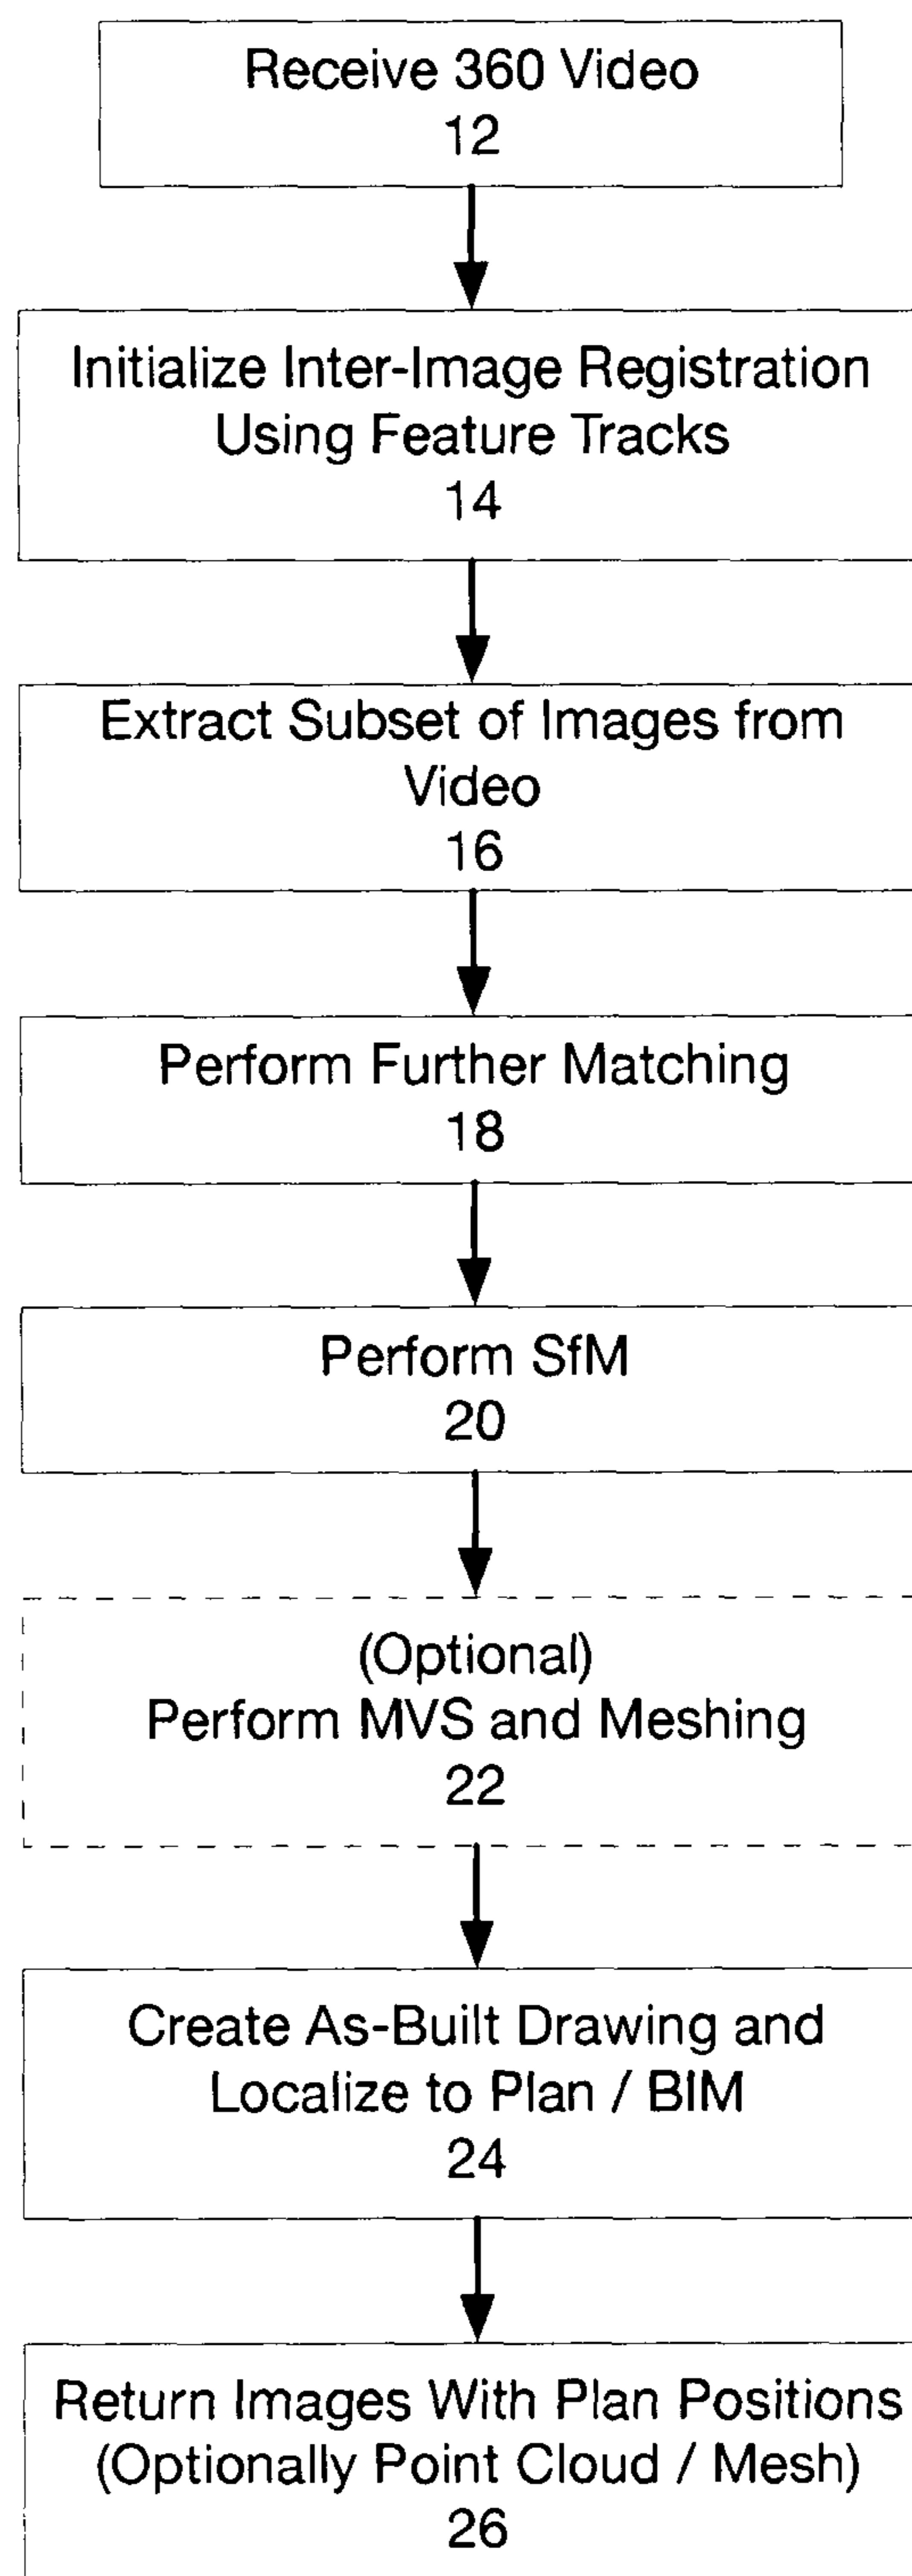 Receive 360 Video
12
Initialize Inter-Image Registration
Using Feature Tracks
14
Extract Subset of Images from
Video
16
Perform Further Matching
18
Perform SfM
20
(Optional)
Perform MVS and Meshing
22
Create As-Built Drawing and
Localize to Plan / BIM
24
Return Images With Plan Positions
(Optionally Point Cloud / Mesh)
26